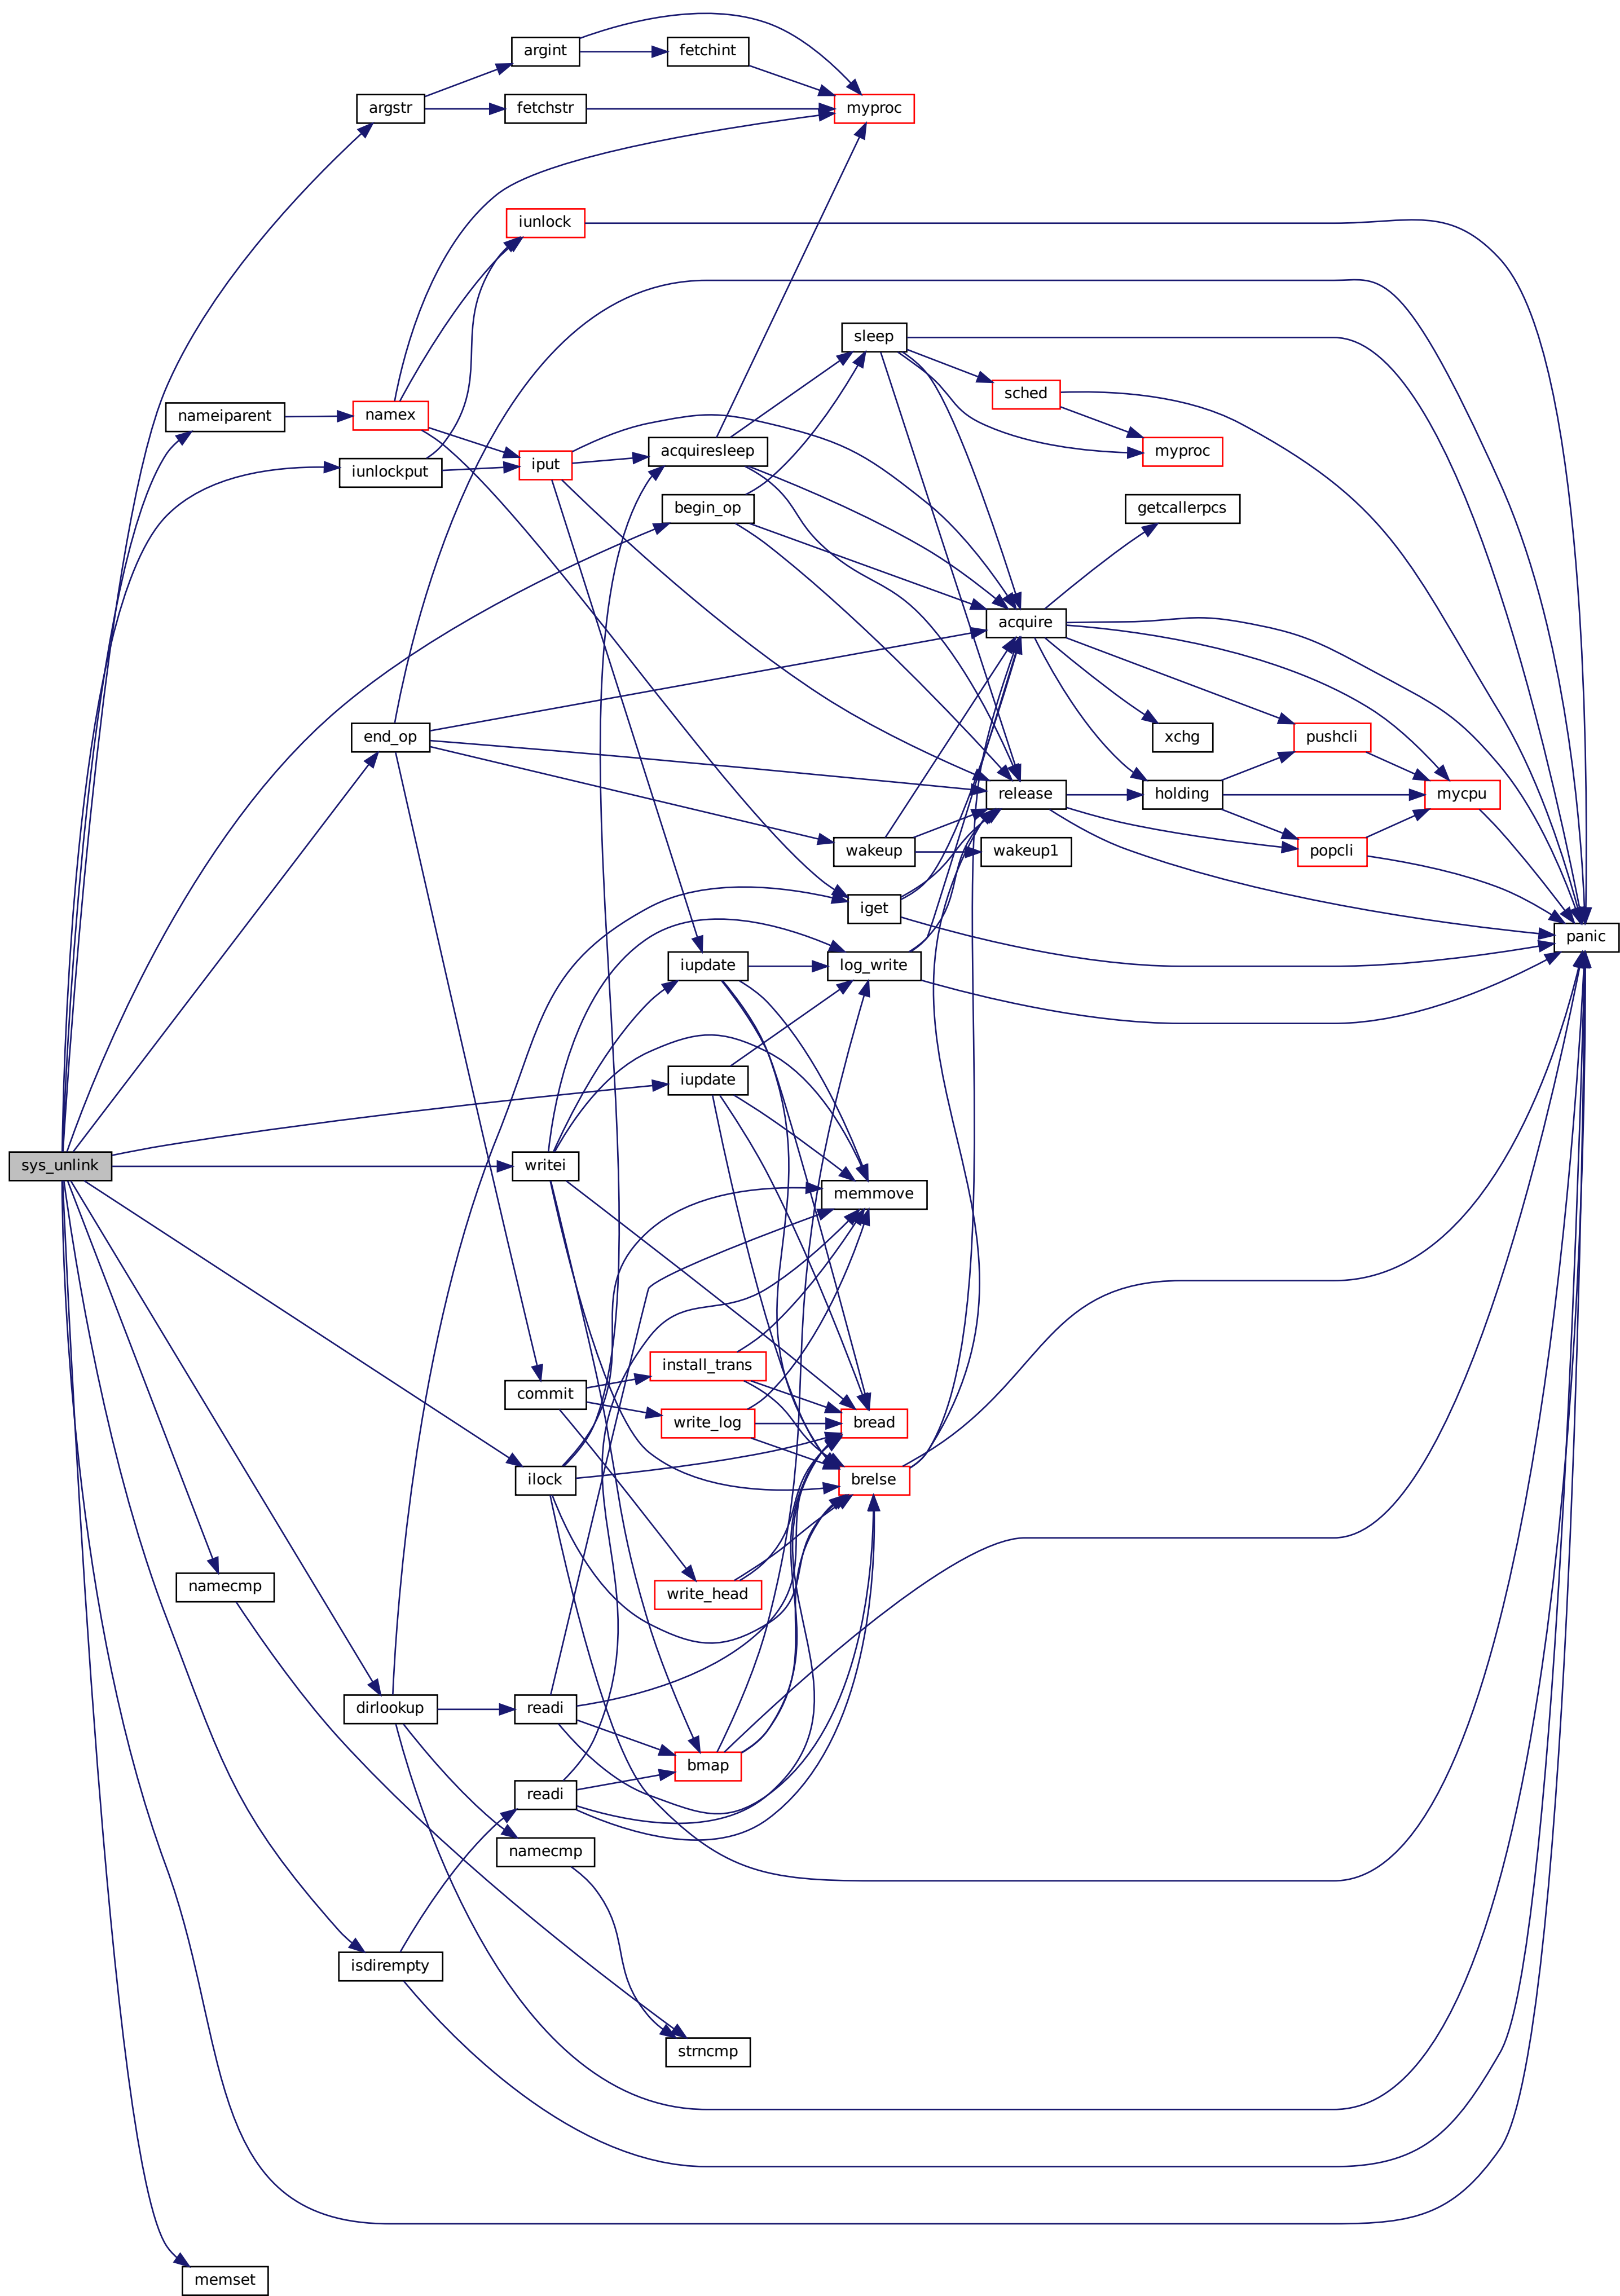 argint
fetchint
argstr
fetchstr
myproc
iunlock
sleep
sched
nameiparent
namex
acquiresleep
myproc
iunlockput
iput
begin_op
getcallerpcs
acquire
end_op
xchg
pushcli
release
holding
mycpu
wakeup
wakeup1
popcli
iget
panic
iupdate
log_write
iupdate
sys_unlink
writei
memmove
install_trans
commit
write_log
bread
ilock
brelse
namecmp
write_head
dirlookup
readi
bmap
readi
namecmp
isdirempty
strncmp
memset